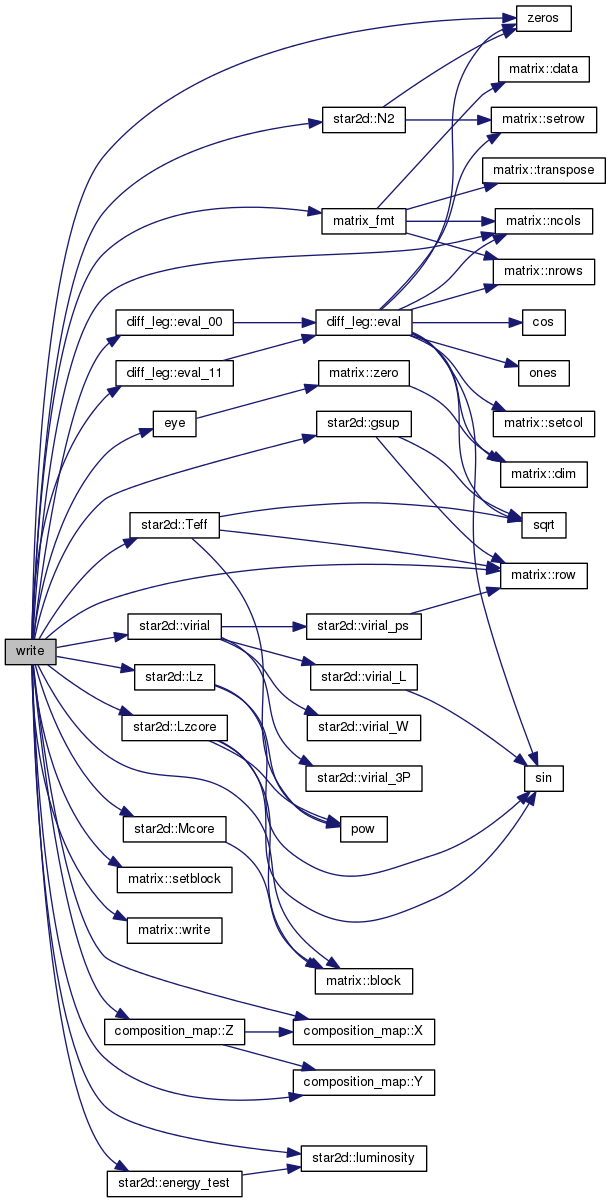 zeros
matrix::data
star2d::N2
matrix::setrow
matrix::transpose
matrix_fmt
matrix::ncols
matrix::nrows
diff_leg::eval_00
diff_leg::eval
cos
diff_leg::eval_11
matrix::zero
ones
eye
star2d::gsup
matrix::setcol
matrix::dim
star2d::Teff
sqrt
matrix::row
star2d::virial
star2d::virial_ps
write
star2d::Lz
star2d::virial_L
star2d::Lzcore
star2d::virial_W
star2d::virial_3P
sin
star2d::Mcore
pow
matrix::setblock
matrix::write
matrix::block
composition_map::Z
composition_map::X
composition_map::Y
star2d::luminosity
star2d::energy_test